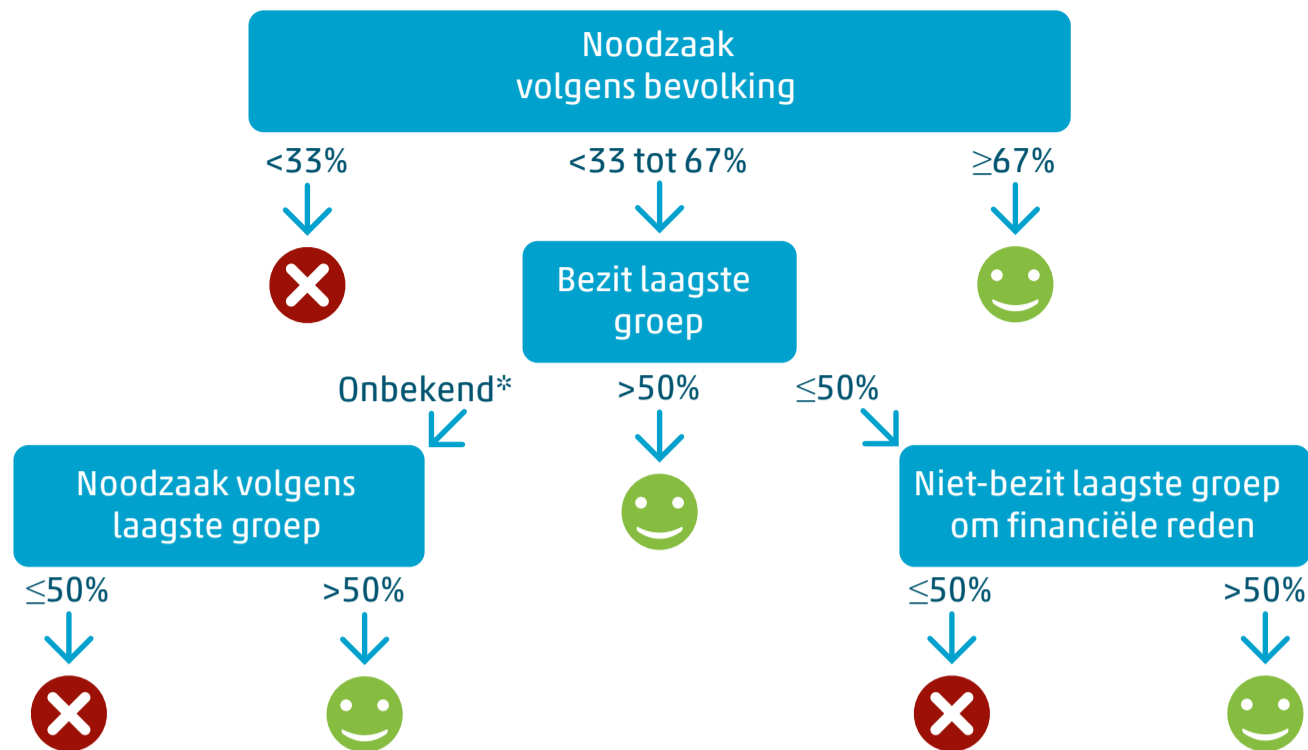 Noodzaak
volgens bevolking
<33%
<33 tot 67%
≥67%
Bezit laagste
groep
Onbekend*
>50%
≤50%
Noodzaak volgens
laagste groep
Niet-bezit laagste groep
om financiële reden
≤50%
>50%
≤50%
>50%